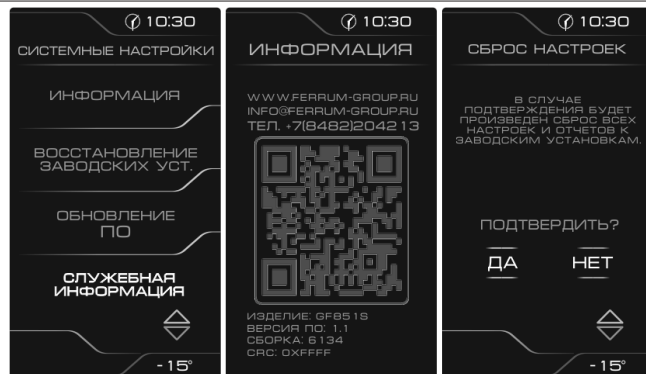 10:30
СИСТЕМНЫЕ НАСТРОЙКИ
ИНФОРМАЦИЯ
ВОССТАНОВЛЕНИЕ
ЗАВОДСКИХ УСТ.
ОБНОВЛЕНИЕ
ПО
СЛУЖЕБНАЯ
ИНФОРМАЦИЯ
-15°
10:30
ИНФОРМАЦИЯ
WWW.FERRUM-GROUP.RU
INFO@FERRUM-GROUP.RU
ТЕЛ. +7(8482)204213
ИЗДЕЛИЕ: GF851S
ВЕРСИЯ ПО: 1.1
СБОРКА: 6134
CRC: 0XFFFF
10:30
СБРОС НАСТРОЕК
В СЛУЧАЕ
ПОДТВЕРЖДЕНИЯ БУДЕТ
ПРОИЗВЕДЕН СБРОС ВСЕХ
НАСТРОЕК И ОТЧЕТОВ К
ЗАВОДСКИМ УСТАНОВКАМ.
ПОДТВЕРДИТЬ?
ДА НЕТ
-15°